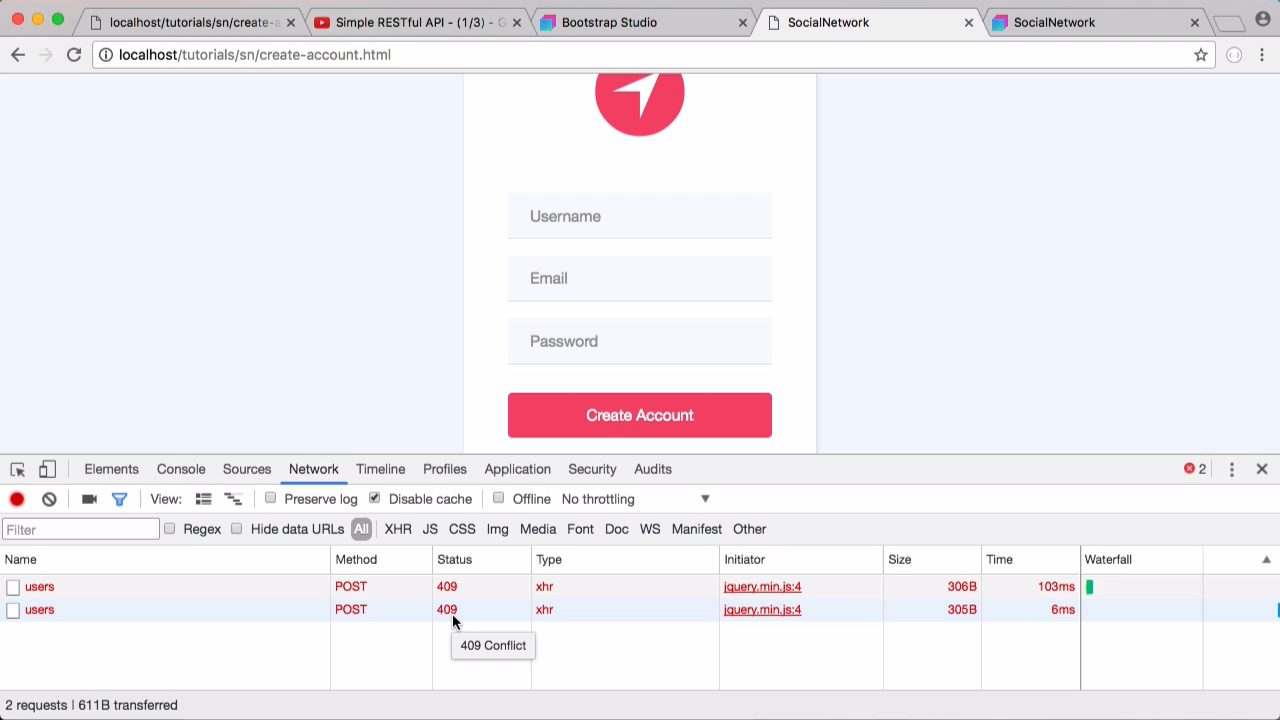 localhost/tutorials/sn/create-a
Simple RESTful API - (1/3) - G
Bootstrap Studio
SocialNetwork
SocialNetwork
localhost/tutorials/sn/create-account.html
Username
Email
Password
Create Account
Elements Console Sources Network Timeline Profiles Application Security Audits 2
View: Preserve log Disable cache Offline No throttling
Filter Regex Hide data URLs All XHR JS CSS Img Media Font Doc WS Manifest Other
Name Method Status Type Initiator Size Time Waterfall
users POST 409 xhr jquery.min.js:4 306B 103ms
users POST 409 xhr jquery.min.js:4 305B 6ms
409 Conflict
2 requests | 611B transferred